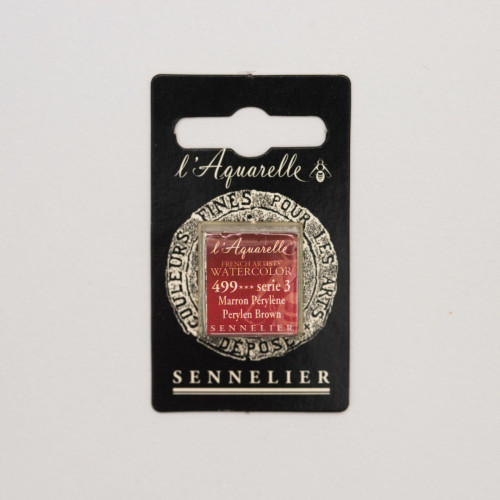 l'Aquarelle
COULEURS FINES POUR LES ARTS
l'Aquarelle
FRENCH ARTISTS'
WATERCOLOR
499*** serie 3
Marron Pérylène
Perylen Brown
SENNELIER
DÉPOSÉ
SENNELIER